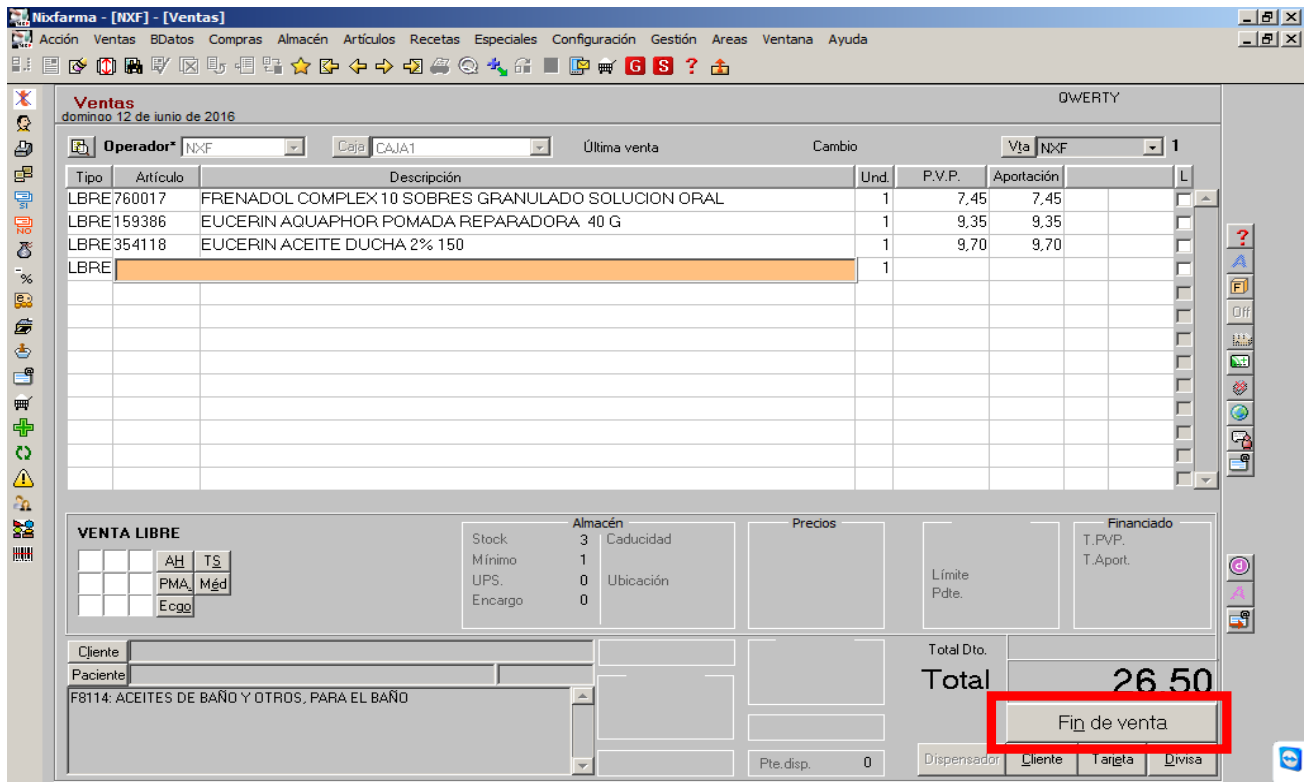 Nixfarma - [NXF] - [Ventas]
Acción Ventas BDatos Compras Almacén Artículos Recetas Especiales Configuración Gestión Areas Ventana Ayuda
G S ?
Ventas QWERTY
domingo 12 de junio de 2016
Operador* NXF Caja CAJA1 Última venta Cambio Vta NXF 1
Tipo Artículo Descripción Und. P.V.P. Aportación L
LBRE 760017 FRENADOL COMPLEX 10 SOBRES GRANULADO SOLUCION ORAL 1 7,45 7,45
LBRE 159386 EUCERIN AQUAPHOR POMADA REPARADORA 40 G 1 9,35 9,35
LBRE 354118 EUCERIN ACEITE DUCHA 2% 150 1 9,70 9,70
LBRE 1
SI
NO
%
?
A
F
Off
VENTA LIBRE Almacén Precios Financiado
Stock 3 Caducidad T.PVP.
AH TS Mínimo 1 T.Aport.
PMA Méd UPS. 0 Ubicación Límite
Ecgo Encargo 0 Pdte.
d
A
Cliente Total Dto.
Paciente Total 26,50
F8114: ACEITES DE BAÑO Y OTROS, PARA EL BAÑO
Fin de venta
Pte.disp. 0 Dispensador Cliente Tarjeta Divisa